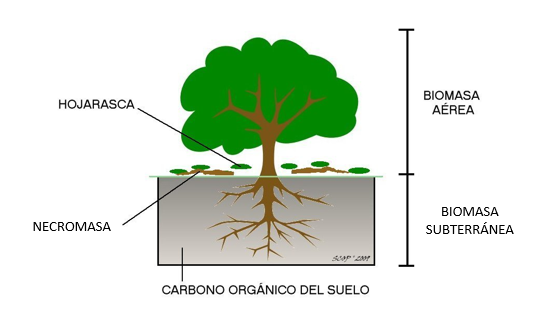 HOJARASCA
BIOMASA
AÉREA
NECROMASA
BIOMASA
SUBTERRÁNEA
CARBONO ORGÁNICO DEL SUELO